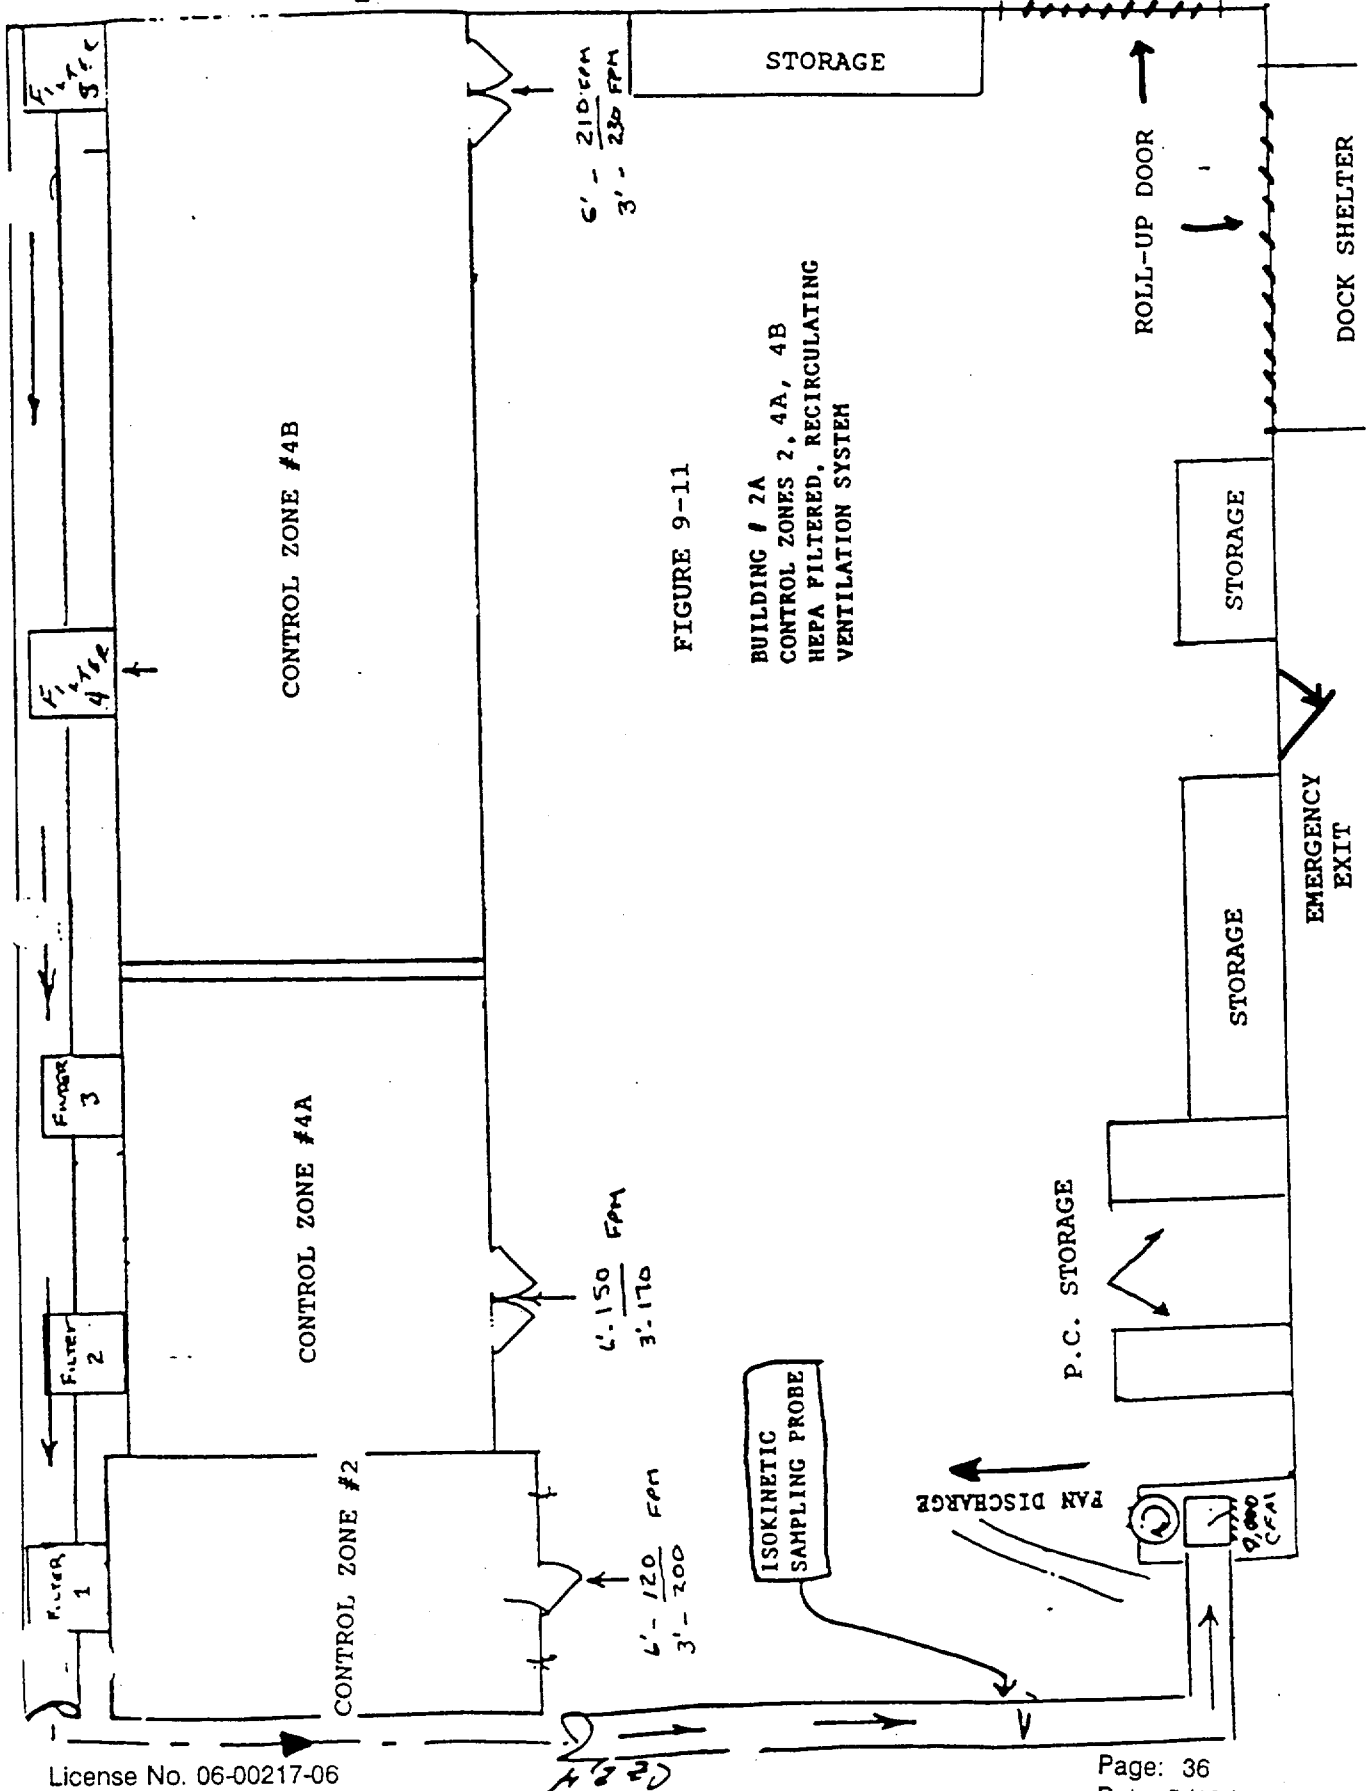 FILTER
5
STORAGE
6' - 210 FPM
3' - 230 FPM
ROLL-UP DOOR
DOCK SHELTER
CONTROL ZONE #4B
FIGURE 9-11
BUILDING # 2A
CONTROL ZONES 2, 4A, 4B
HEPA FILTERED, RECIRCULATING
VENTILATION SYSTEM
STORAGE
FILTER
4
EMERGENCY
EXIT
STORAGE
FILTER
3
CONTROL ZONE #4A
6'-150 FPM
3'-170
P.C. STORAGE
FILTER
2
ISOKINETIC
SAMPLING PROBE
FAN DISCHARGE
CFM
FILTER
1
CONTROL ZONE #2
6'-120 FPM
3'-200
License No. 06-00217-06
Page: 36